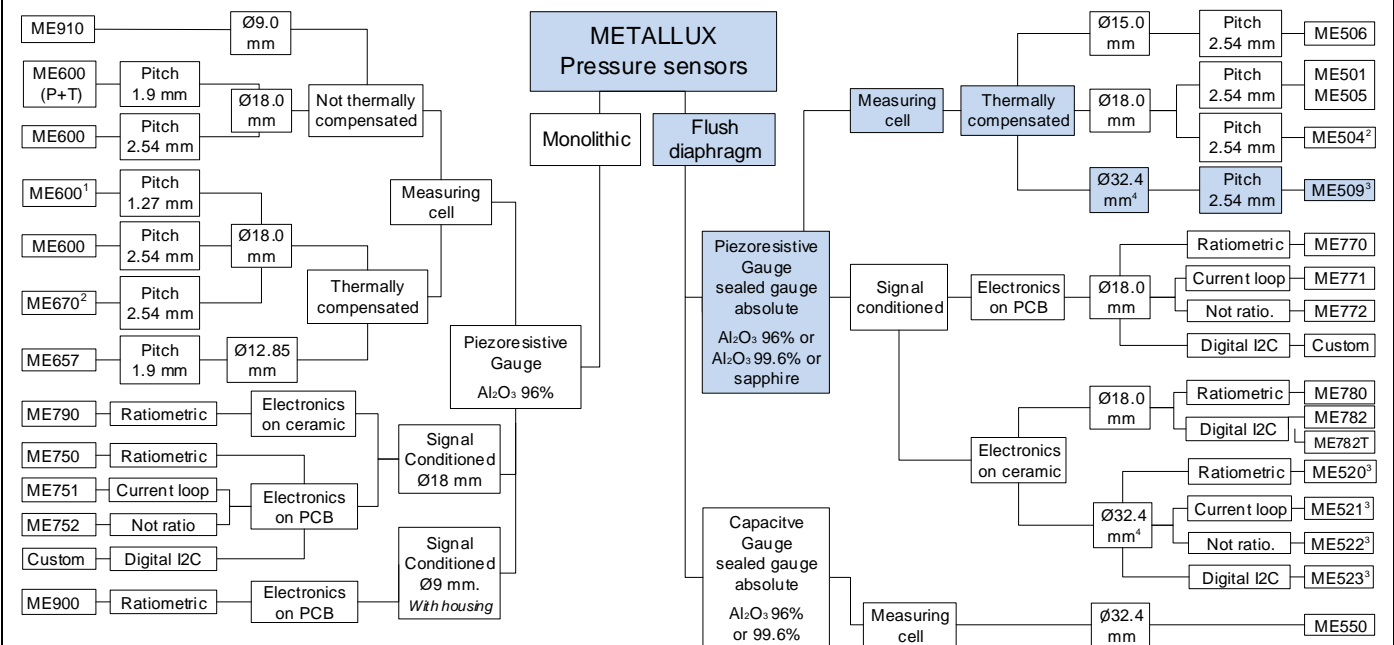 METALLUX
Pressure sensors
Monolithic
Flush
diaphragm
ME910
Ø9.0
mm
ME600
(P+T)
Pitch
1.9 mm
Ø18.0
mm
Not thermally
compensated
ME600
Pitch
2.54 mm
ME600¹
Pitch
1.27 mm
Measuring
cell
ME600
Pitch
2.54 mm
Ø18.0
mm
ME670²
Pitch
2.54 mm
Thermally
compensated
ME657
Pitch
1.9 mm
Ø12.85
mm
Piezoresistive
Gauge
Al₂O₃ 96%
ME790
Ratiometric
Electronics
on ceramic
ME750
Ratiometric
Signal
Conditioned
Ø18 mm
ME751
Current loop
Electronics
on PCB
ME752
Not ratio
Custom
Digital I2C
Signal
Conditioned
Ø9 mm.
With housing
ME900
Ratiometric
Electronics
on PCB
Measuring
cell
Thermally
compensated
Ø15.0
mm
Pitch
2.54 mm
ME506
Ø18.0
mm
Pitch
2.54 mm
ME501
ME505
Pitch
2.54 mm
ME504²
Ø32.4
mm⁴
Pitch
2.54 mm
ME509³
Piezoresistive
Gauge
sealed gauge
absolute
Al₂O₃ 96% or
Al₂O₃ 99.6% or
sapphire
Signal
conditioned
Electronics
on PCB
Ø18.0
mm
Ratiometric
ME770
Current loop
ME771
Not ratio.
ME772
Digital I2C
Custom
Electronics
on ceramic
Ø18.0
mm
Ratiometric
ME780
Digital I2C
ME782
ME782T
Ø32.4
mm⁴
Ratiometric
ME520³
Current loop
ME521³
Not ratio.
ME522³
Digital I2C
ME523³
Capacitve
Gauge
sealed gauge
absolute
Al₂O₃ 96%
or 99.6%
Measuring
cell
Ø32.4
mm
ME550